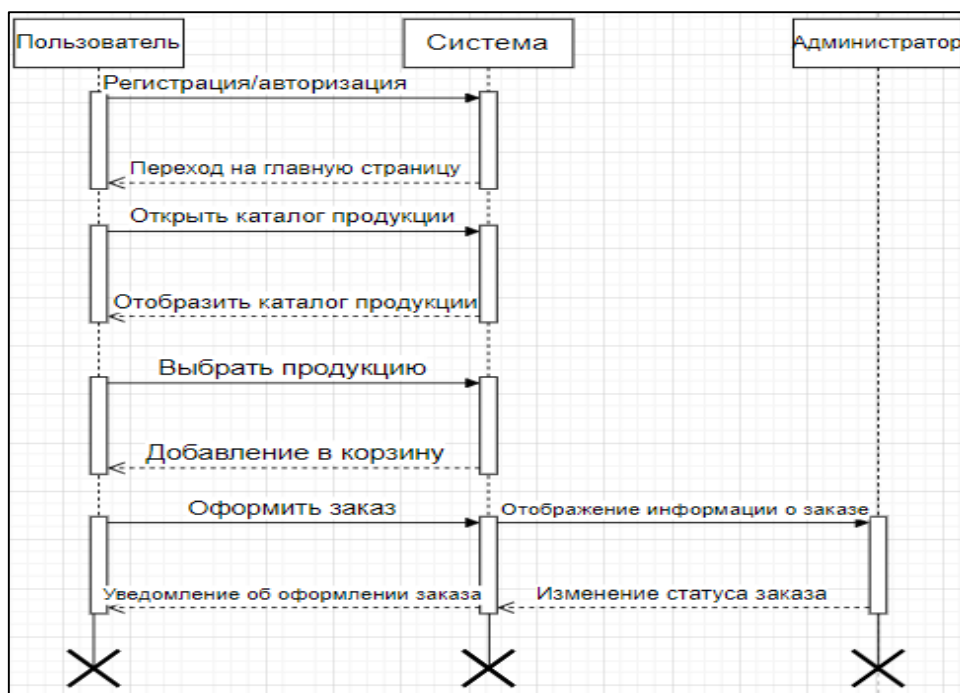 Пользователь
Система
Администратор
Регистрация/авторизация
Переход на главную страницу
Открыть каталог продукции
Отобразить каталог продукции
Выбрать продукцию
Добавление в корзину
Оформить заказ
Отображение информации о заказе
Уведомление об оформлении заказа
Изменение статуса заказа